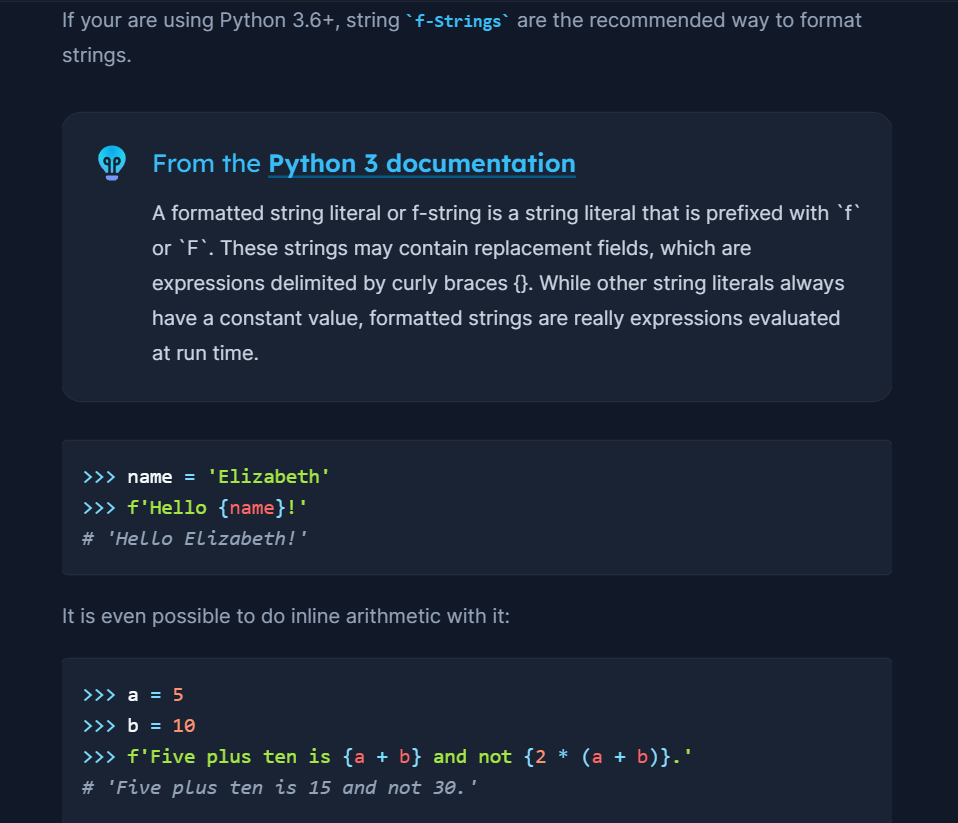 If your are using Python 3.6+, string `f-Strings` are the recommended way to format
strings.
From the Python 3 documentation
A formatted string literal or f-string is a string literal that is prefixed with `f`
or `F`. These strings may contain replacement fields, which are
expressions delimited by curly braces {}. While other string literals always
have a constant value, formatted strings are really expressions evaluated
at run time.
>>> name = 'Elizabeth'
>>> f'Hello {name}!'
# 'Hello Elizabeth!'
It is even possible to do inline arithmetic with it:
>>> a = 5
>>> b = 10
>>> f'Five plus ten is {a + b} and not {2 * (a + b)}.'
# 'Five plus ten is 15 and not 30.'